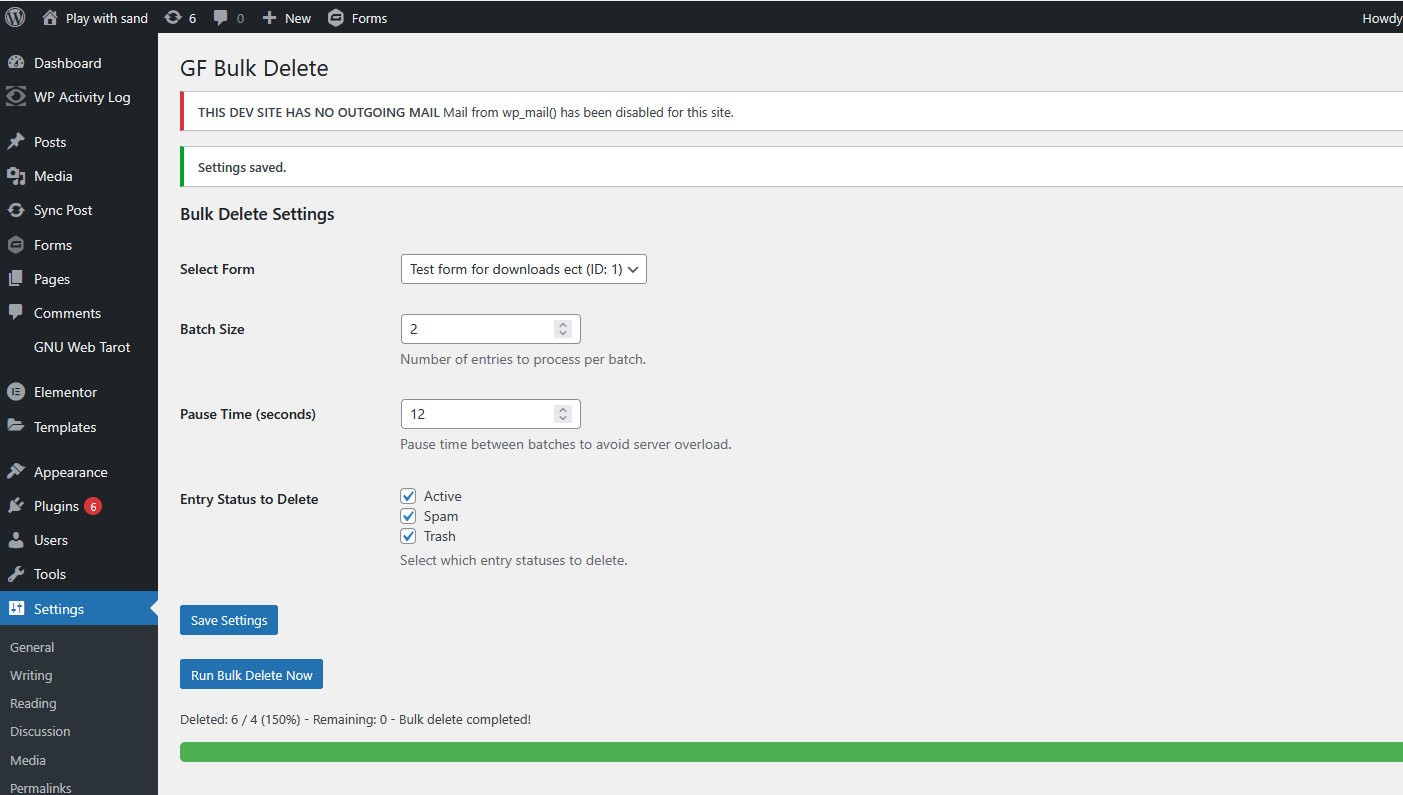 Play with sand 6 0 New Forms Howdy
Dashboard
WP Activity Log
Posts
Media
Sync Post
Forms
Pages
Comments
GNU Web Tarot
Elementor
Templates
Appearance
Plugins 6
Users
Tools
Settings
General
Writing
Reading
Discussion
Media
Permalinks
GF Bulk Delete
THIS DEV SITE HAS NO OUTGOING MAIL Mail from wp_mail() has been disabled for this site.
Settings saved.
Bulk Delete Settings
Select Form Test form for downloads ect (ID: 1)
Batch Size 2
Number of entries to process per batch.
Pause Time (seconds) 12
Pause time between batches to avoid server overload.
Entry Status to Delete Active
Spam
Trash
Select which entry statuses to delete.
Save Settings
Run Bulk Delete Now
Deleted: 6 / 4 (150%) - Remaining: 0 - Bulk delete completed!